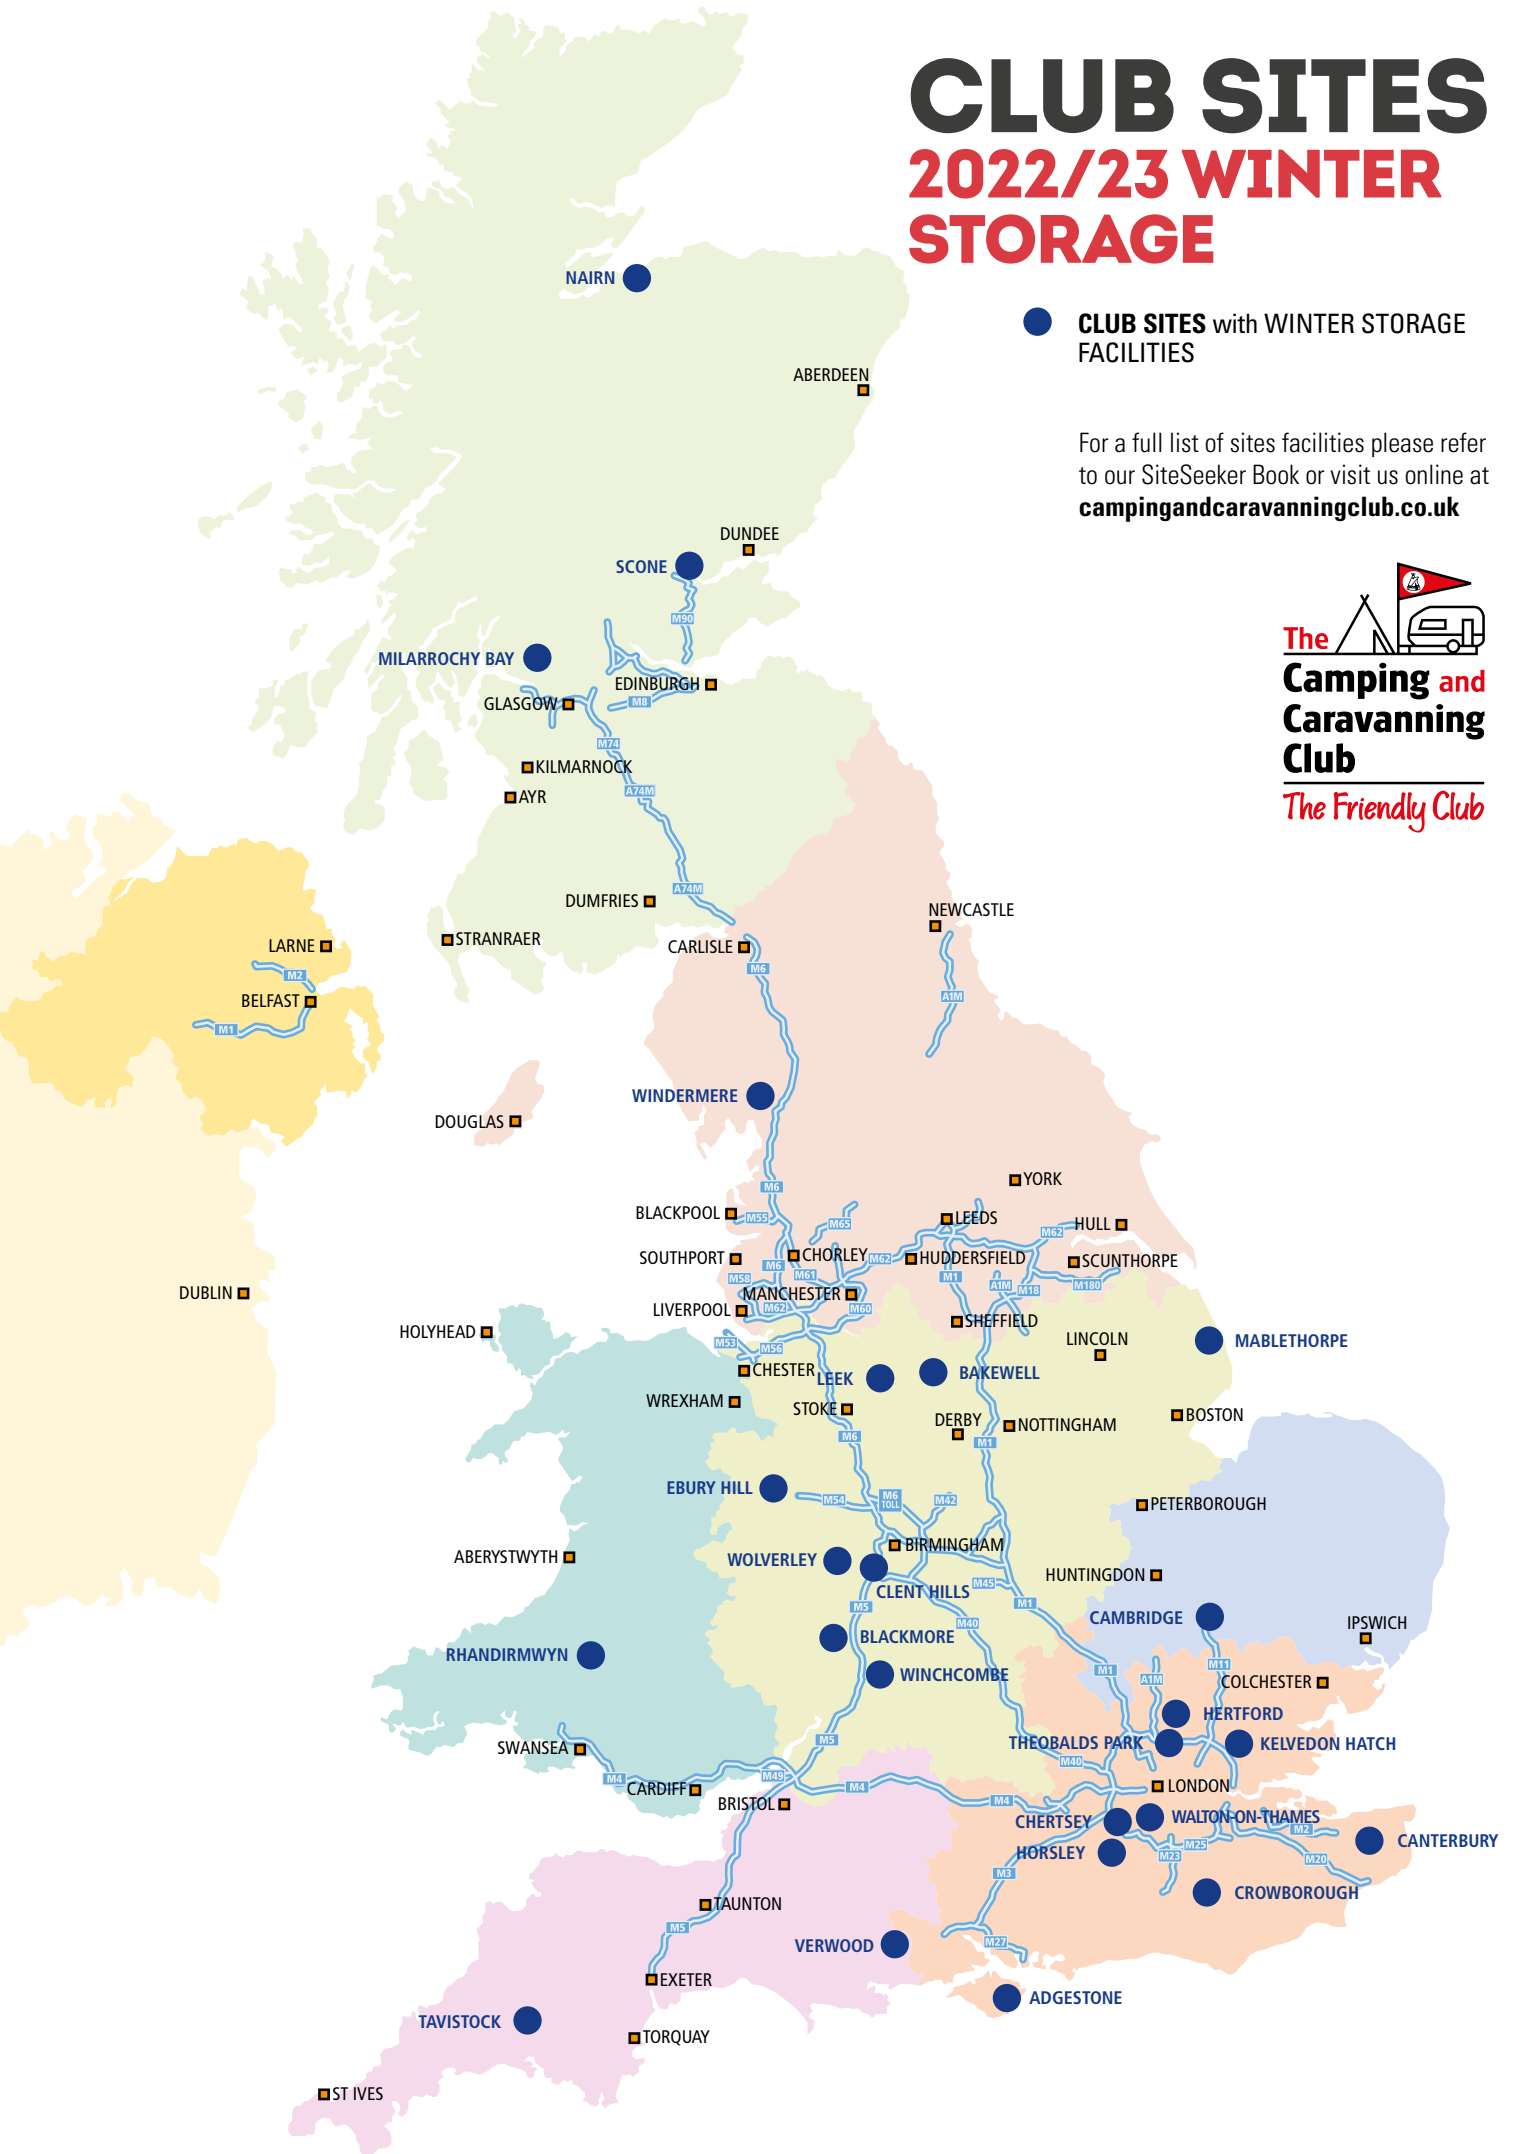 CLUB SITES
2022/23 WINTER
STORAGE
CLUB SITES with WINTER STORAGE
FACILITIES
For a full list of sites facilities please refer
to our SiteSeeker Book or visit us online at
campingandcaravanningclub.co.uk
The
Camping and
Caravanning
Club
The Friendly Club
NAIRN
ABERDEEN
DUNDEE
SCONE
M90
MILARROCHY BAY
EDINBURGH
GLASGOW
M8
M74
KILMARNOCK
A74M
AYR
A74M
DUMFRIES
NEWCASTLE
STRANRAER
LARNE
CARLISLE
M6
M2
A1M
BELFAST
M1
WINDERMERE
DOUGLAS
YORK
M6
BLACKPOOL
M55
LEEDS
M65
HULL
M62
SOUTHPORT
CHORLEY
M62
HUDDERSFIELD
SCUNTHORPE
M6
M61
M58
M1
A1M
M18
M180
DUBLIN
MANCHESTER
LIVERPOOL
M62
M60
SHEFFIELD
HOLYHEAD
LINCOLN
MABLETHORPE
M53
M56
CHESTER
LEEK
BAKEWELL
WREXHAM
STOKE
DERBY
NOTTINGHAM
BOSTON
M6
M1
EBURY HILL
M54
M6
TOLL
M42
PETERBOROUGH
BIRMINGHAM
ABERYSTWYTH
WOLVERLEY
HUNTINGDON
CLENT HILLS
M45
M5
M1
CAMBRIDGE
M40
IPSWICH
BLACKMORE
RHANDIRMWYN
M11
WINCHCOMBE
M1
A1M
COLCHESTER
HERTFORD
M5
THEOBALDS PARK
KELVEDON HATCH
SWANSEA
M40
M4
M49
M4
LONDON
CARDIFF
BRISTOL
M4
WALTON-ON-THAMES
CHERTSEY
M2
CANTERBURY
M25
HORSLEY
M23
M20
M3
CROWBOROUGH
TAUNTON
M5
M27
VERWOOD
EXETER
ADGESTONE
TAVISTOCK
TORQUAY
ST IVES